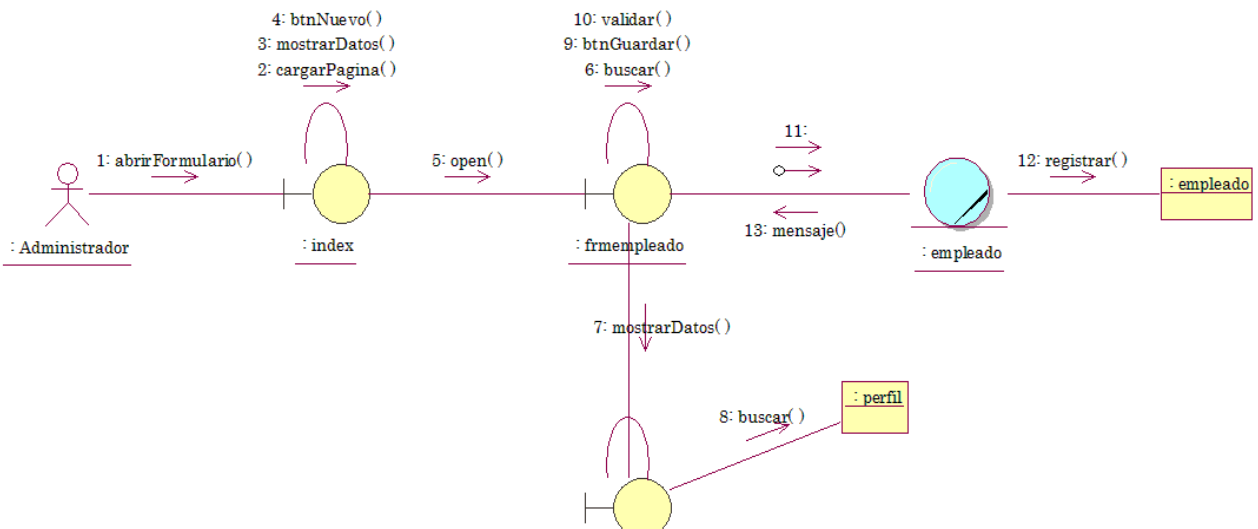 4: btnNuevo( )
3: mostrarDatos( )
2: cargarPagina( )
10: validar( )
9: btnGuardar( )
6: buscar( )
1: abrirFormulario( )
5: open( )
11:
12: registrar( )
: empleado
13: mensaje()
: Administrador
: index
: frmempleado
: empleado
7: mostrarDatos( )
: perfil
8: buscar( )